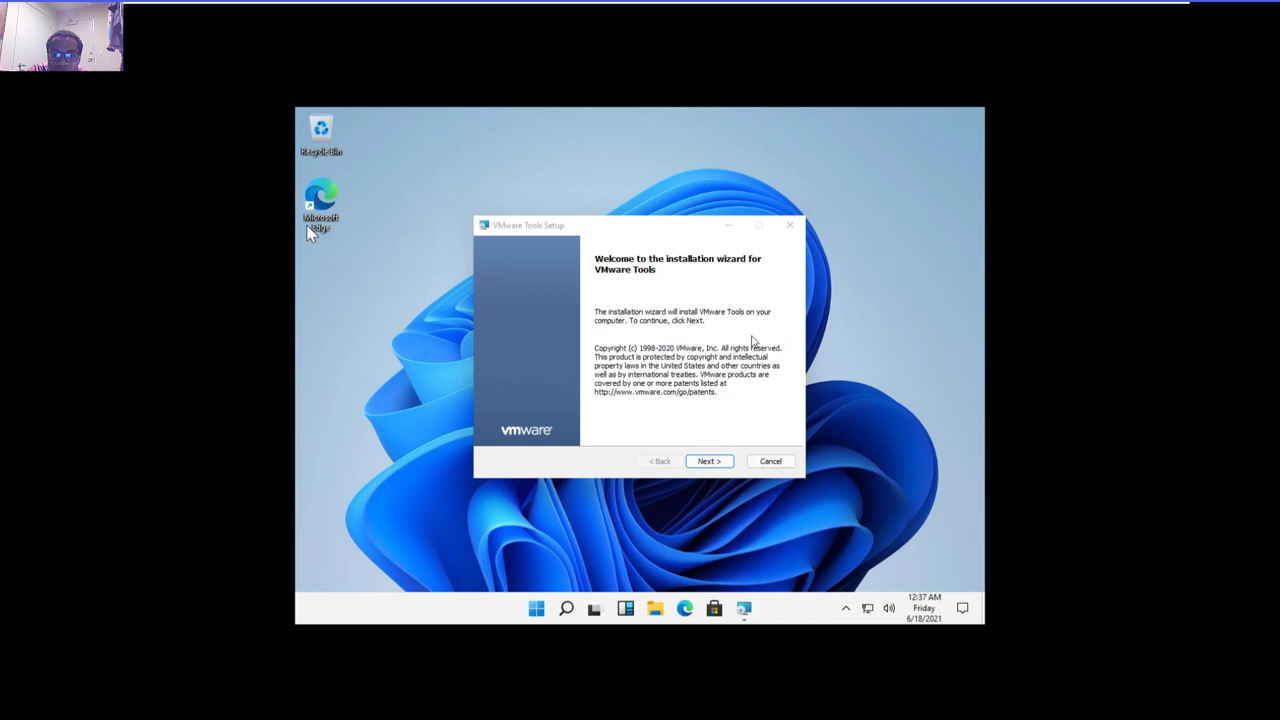 Recycle Bin
Microsoft
Edge
VMware Tools Setup
Welcome to the installation wizard for
VMware Tools
The installation wizard will install VMware Tools on your
computer. To continue, click Next.
Copyright (c) 1998-2020 VMware, Inc. All rights reserved.
This product is protected by copyright and intellectual
property laws in the United States and other countries as
well as by international treaties. VMware products are
covered by one or more patents listed at
http://www.vmware.com/go/patents.
vmware®
< Back
Next >
Cancel
12:37 AM
Friday
6/18/2021